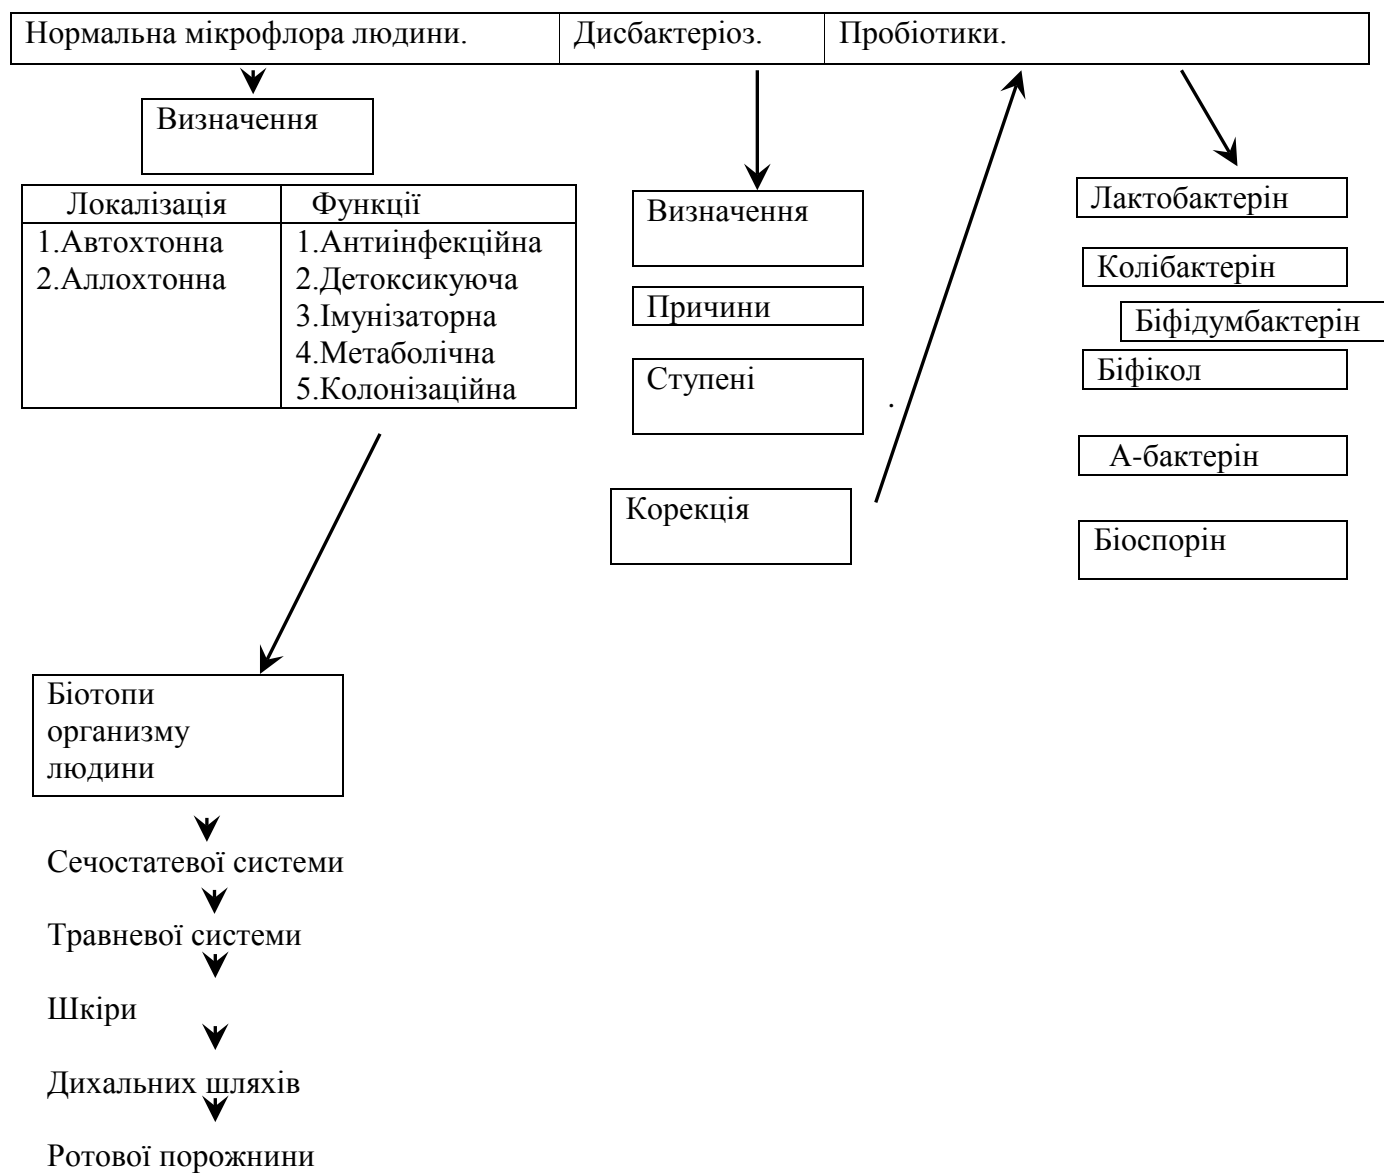 Нормальна мікрофлора людини. Дисбактеріоз. Пробіотики.
Визначення
Локалізація Функції
1.Автохтонна
2.Аллохтонна
1.Антиінфекційна
2.Детоксикуюча
3.Імунізаторна
4.Метаболічна
5.Колонізаційна
Біотопи
організму
людини
Сечостатевої системи
Травневої системи
Шкіри
Дихальних шляхів
Ротової порожнини
Визначення
Причини
Ступені
.
Корекція
Лактобактерін
Колібактерін
Біфідумбактерін
Біфікол
А-бактерін
Біоспорін